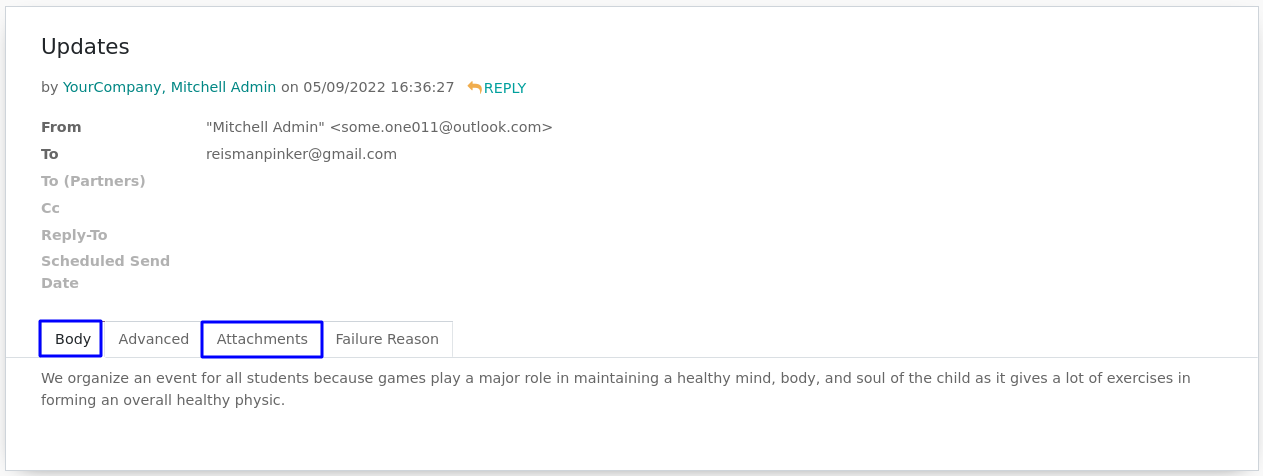 Updates
by YourCompany, Mitchell Admin on 05/09/2022 16:36:27 REPLY
From "Mitchell Admin" <some.one011@outlook.com>
To reismanpinker@gmail.com
To (Partners)
Cc
Reply-To
Scheduled Send
Date
Body Advanced Attachments Failure Reason
We organize an event for all students because games play a major role in maintaining a healthy mind, body, and soul of the child as it gives a lot of exercises in
forming an overall healthy physic.